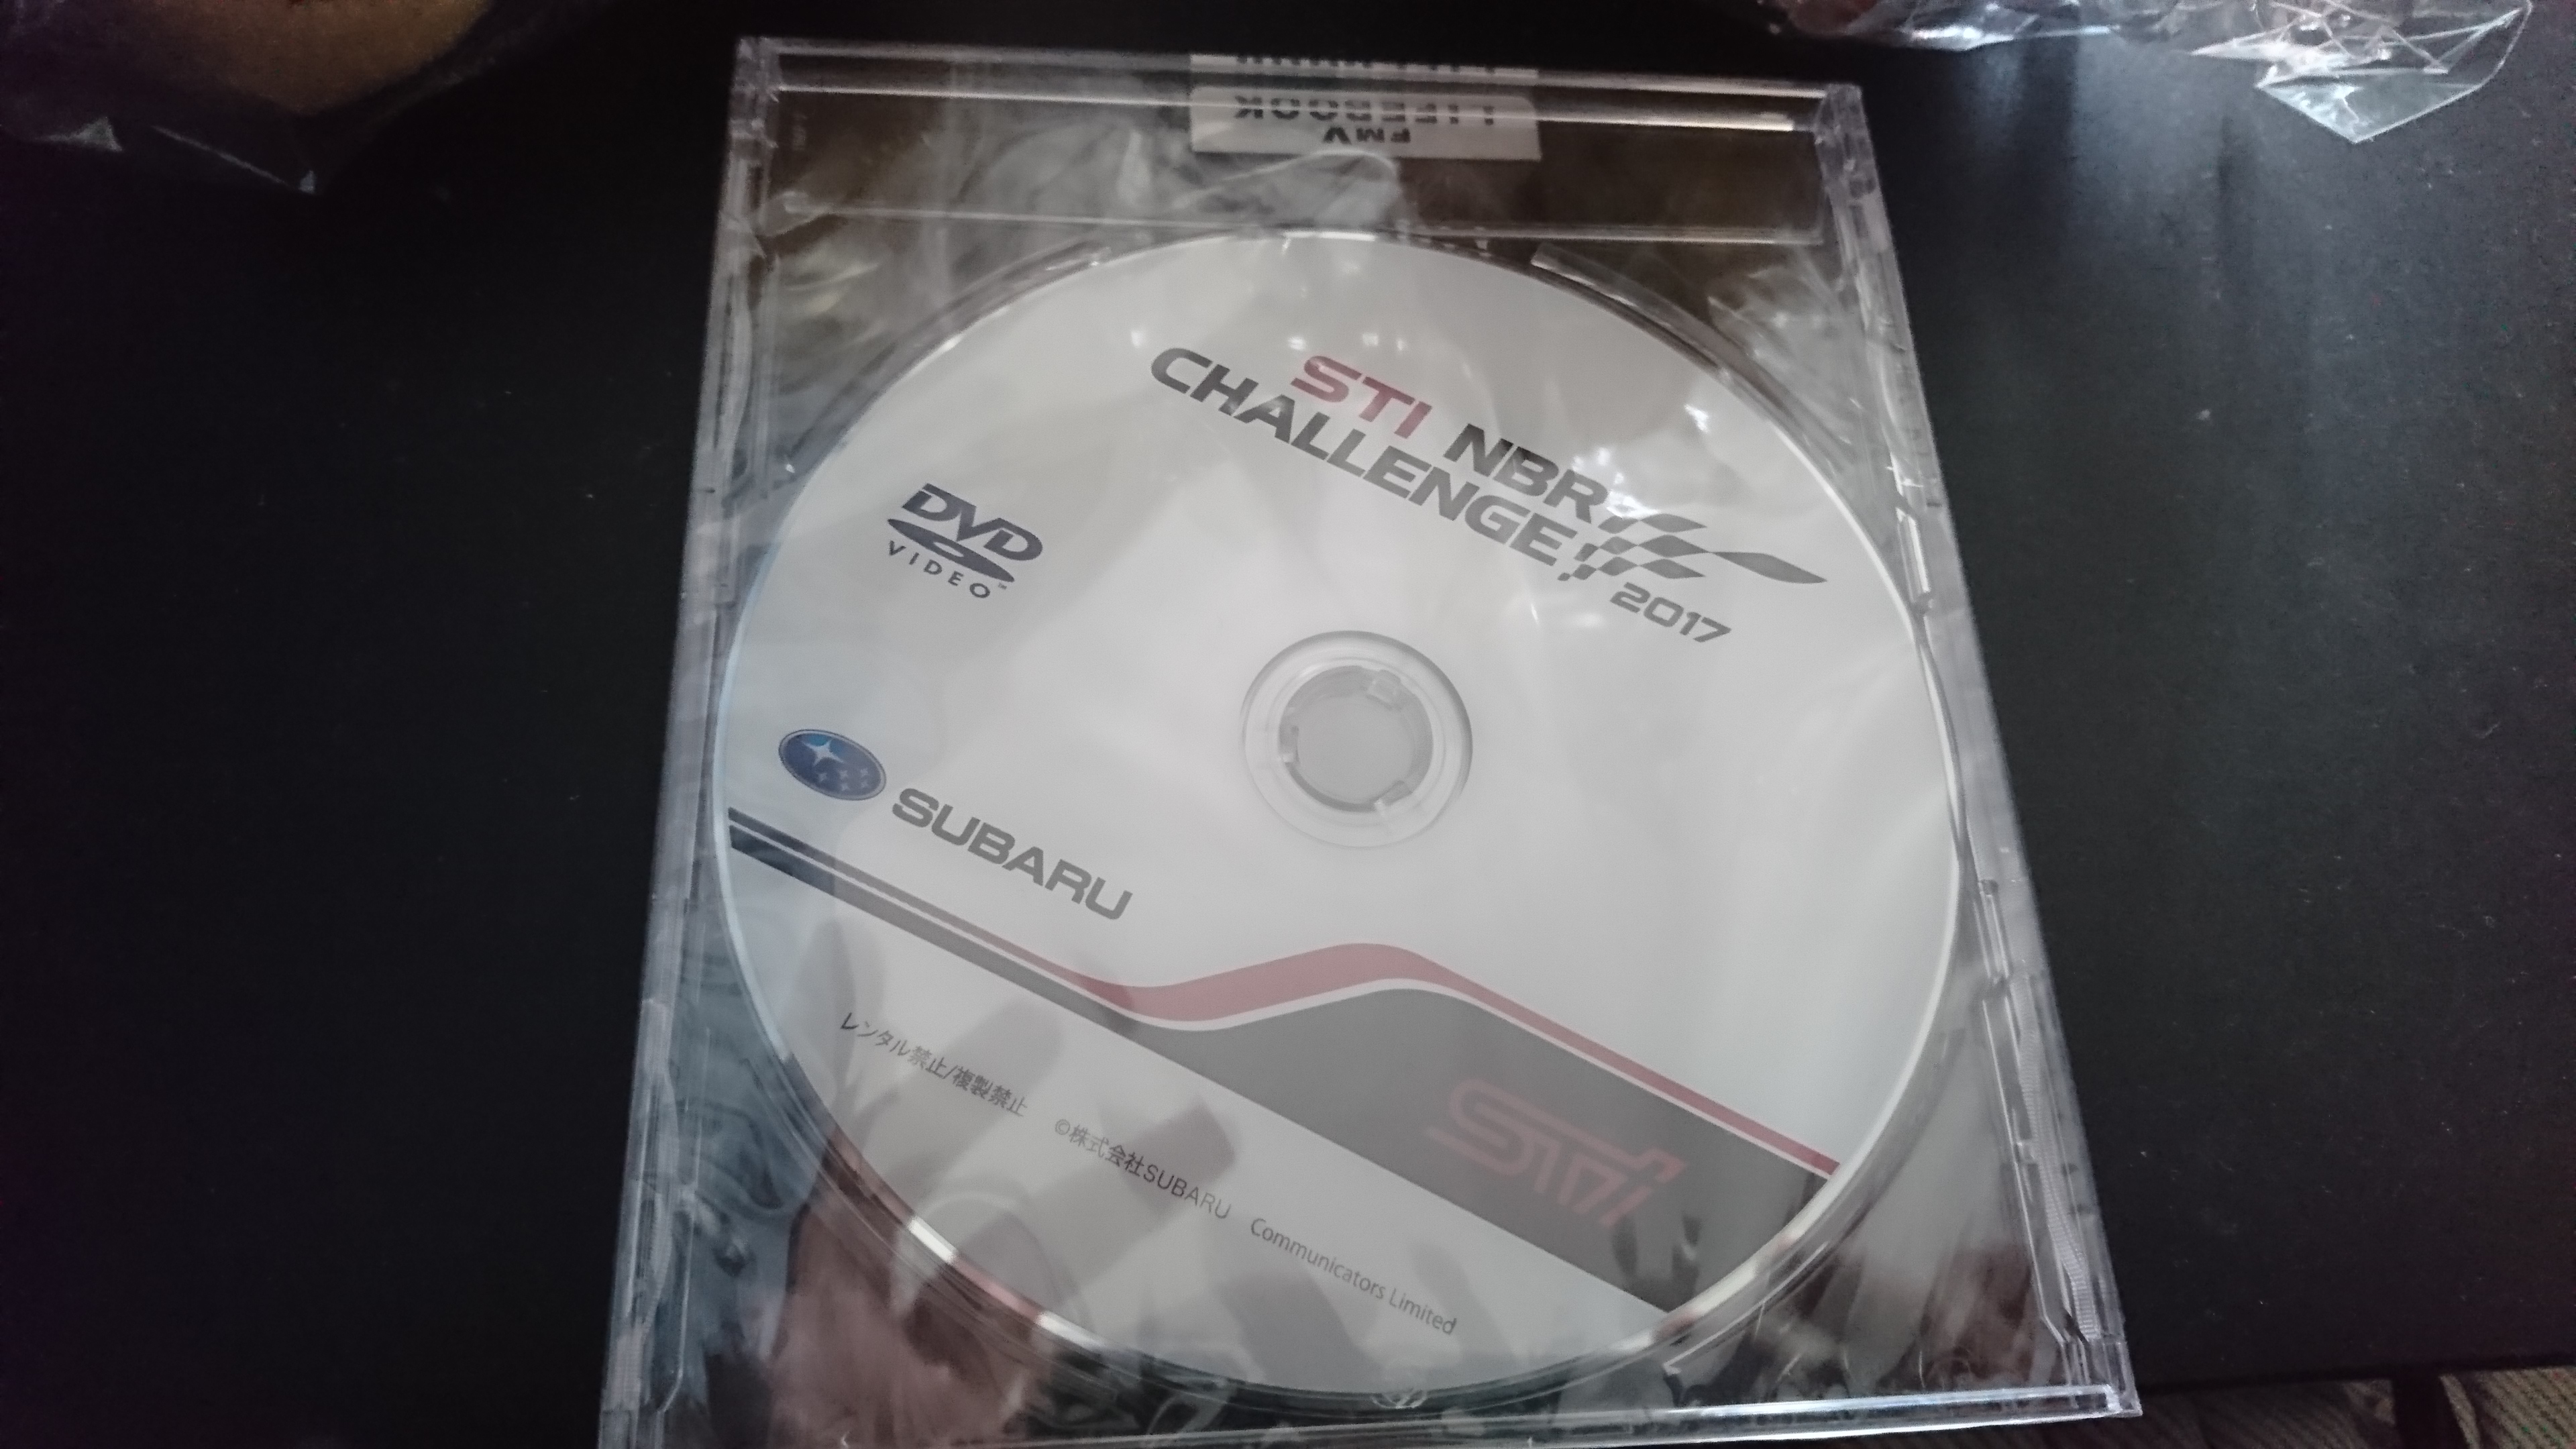 LIFEBOOK
FMV
STI NBR
CHALLENGE
2017
DVD
VIDEO™
SUBARU
STI
レンタル禁止/複製禁止 ©株式会社SUBARU Communicators Limited